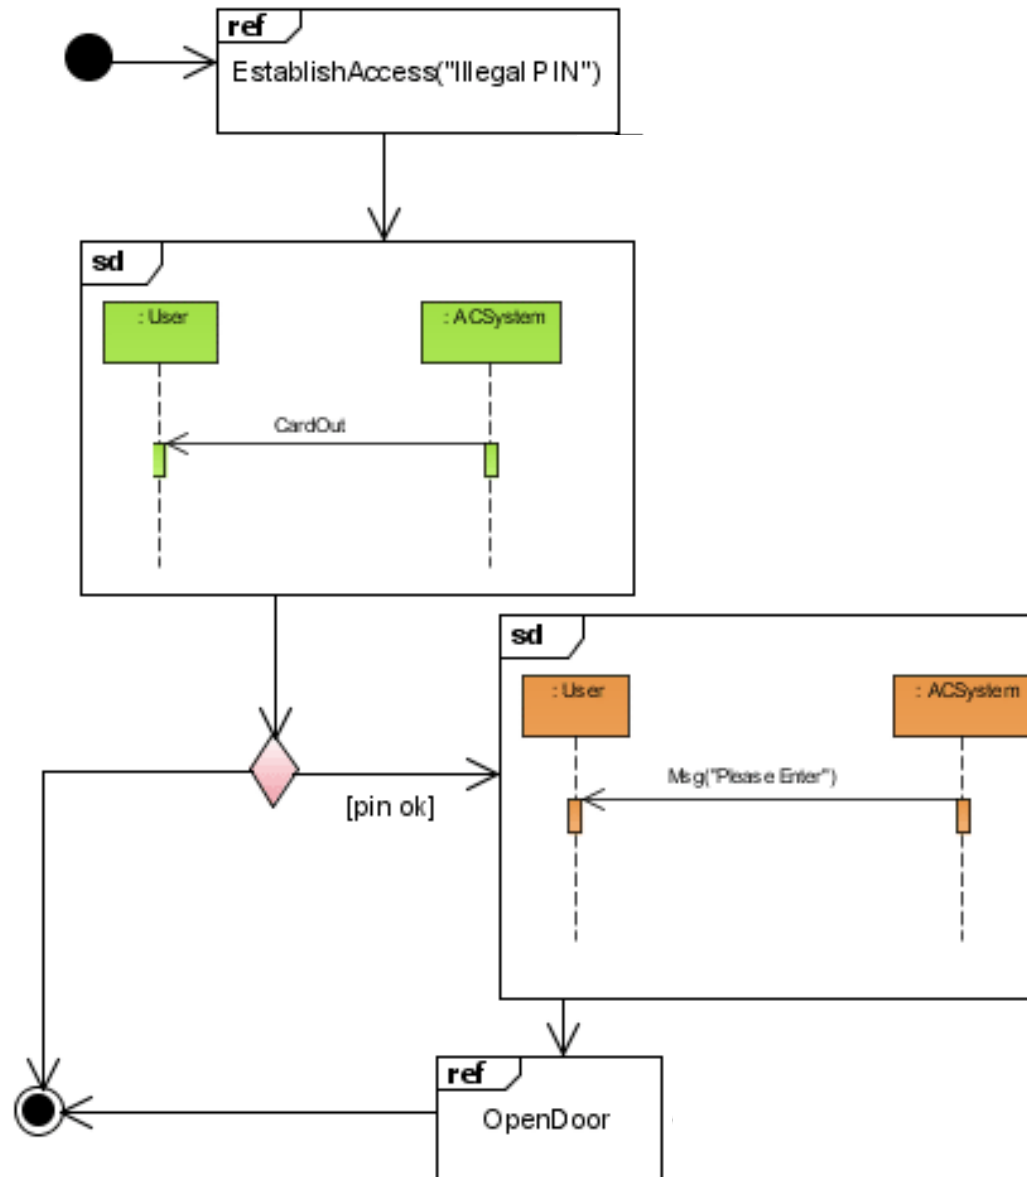 ref
EstablishAccess("Illegal PIN")
sd
: User
: ACSystem
CardOut
sd
: User
: ACSystem
Msg("Please Enter")
[pin ok]
ref
OpenDoor